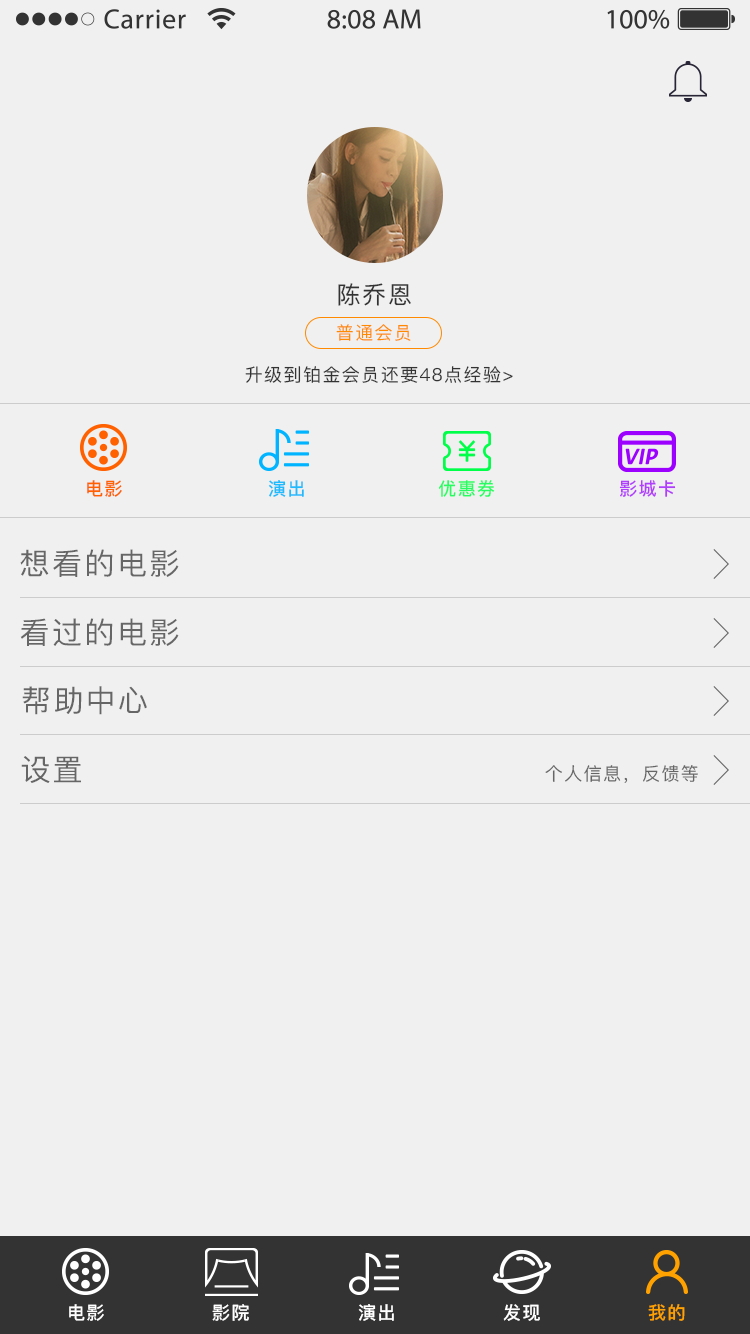 Carrier 8:08 AM 100%
陈乔恩
普通会员
升级到铂金会员还要48点经验>
电影 演出 优惠券 影城卡
¥ VIP
想看的电影
看过的电影
帮助中心
设置 个人信息，反馈等
电影 影院 演出 发现 我的